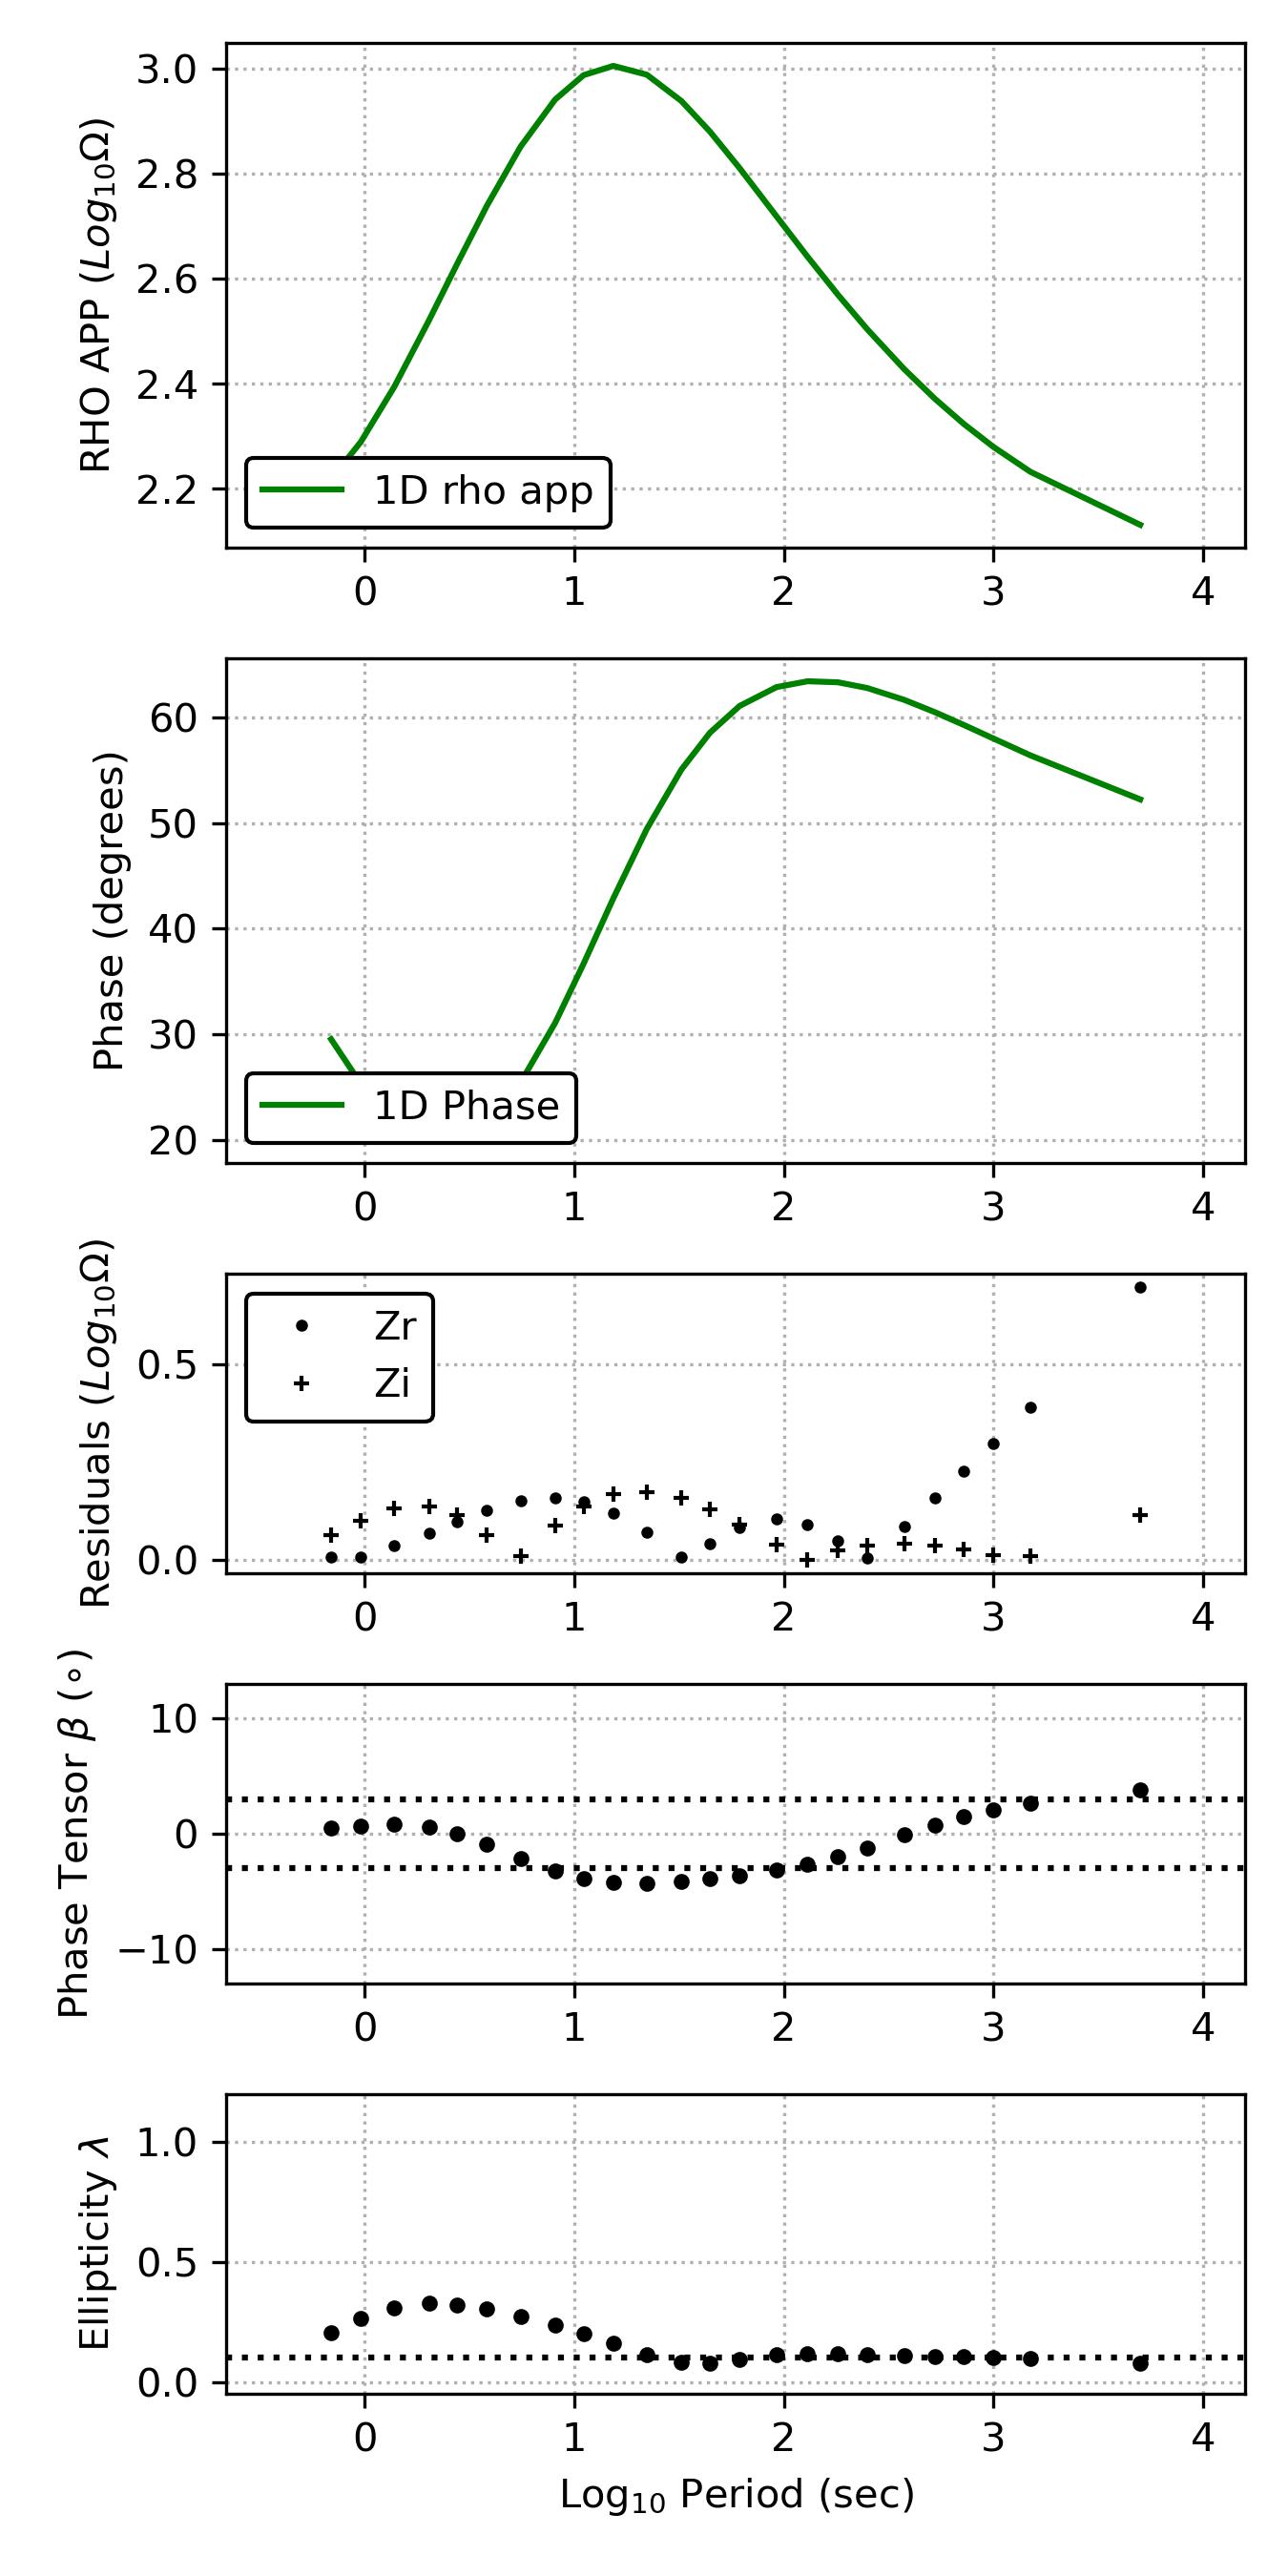 RHO APP (Log10Ω)
3.0
2.8
2.6
2.4
2.2
1D rho app
0 1 2 3 4
Phase (degrees)
60
50
40
30
20
1D Phase
0 1 2 3 4
Residuals (Log10Ω)
0.5
0.0
Zr
Zi
0 1 2 3 4
Phase Tensor β (∘)
10
0
−10
0 1 2 3 4
Ellipticity λ
1.0
0.5
0.0
0 1 2 3 4
Log10 Period (sec)